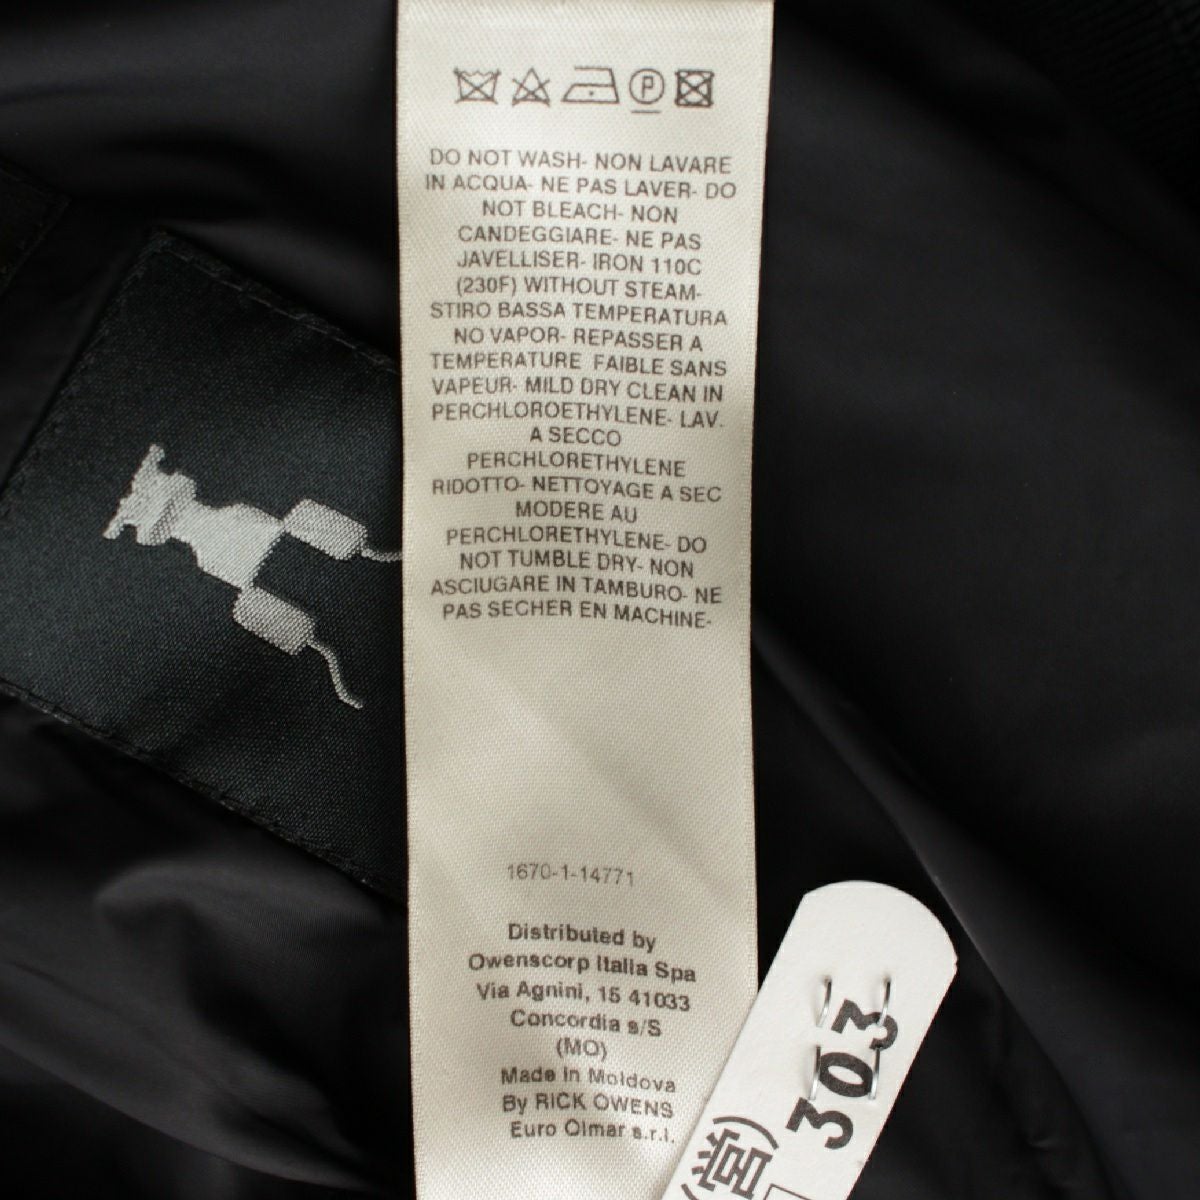 P
DO NOT WASH- NON LAVARE
IN ACQUA- NE PAS LAVER- DO
NOT BLEACH- NON
CANDEGGIARE- NE PAS
JAVELLISER- IRON 110C
(230F) WITHOUT STEAM-
STIRO BASSA TEMPERATURA
NO VAPOR- REPASSER A
TEMPERATURE FAIBLE SANS
VAPEUR- MILD DRY CLEAN IN
PERCHLOROETHYLENE- LAV.
A SECCO
PERCHLORETHYLENE
RIDOTTO- NETTOYAGE A SEC
MODERE AU
PERCHLORETHYLENE- DO
NOT TUMBLE DRY- NON
ASCIUGARE IN TAMBURO- NE
PAS SECHER EN MACHINE-
1670-1-14771
Distributed by
Owenscorp Italia Spa
Via Agnini, 15 41033
Concordia s/S
(MO)
Made in Moldova
By RICK OWENS
Euro Olmar s.r.l.
(営) 303